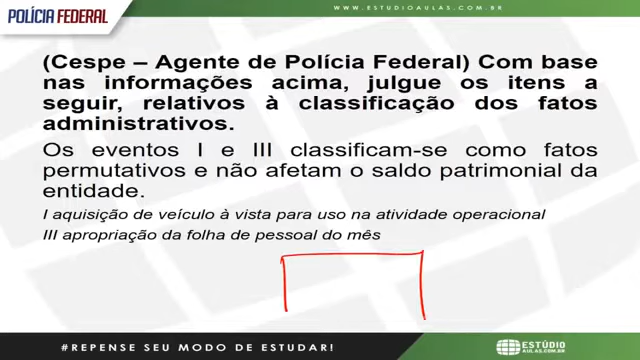 POLÍCIA FEDERAL
WWW.ESTUDIOAULAS.COM.BR
(Cespe – Agente de Polícia Federal) Com base
nas informações acima, julgue os itens a
seguir, relativos à classificação dos fatos
administrativos.
Os eventos I e III classificam-se como fatos
permutativos e não afetam o saldo patrimonial da
entidade.
I aquisição de veículo à vista para uso na atividade operacional
III apropriação da folha de pessoal do mês
#REPENSE SEU MODO DE ESTUDAR!
ESTÚDIO
AULAS.COM.BR